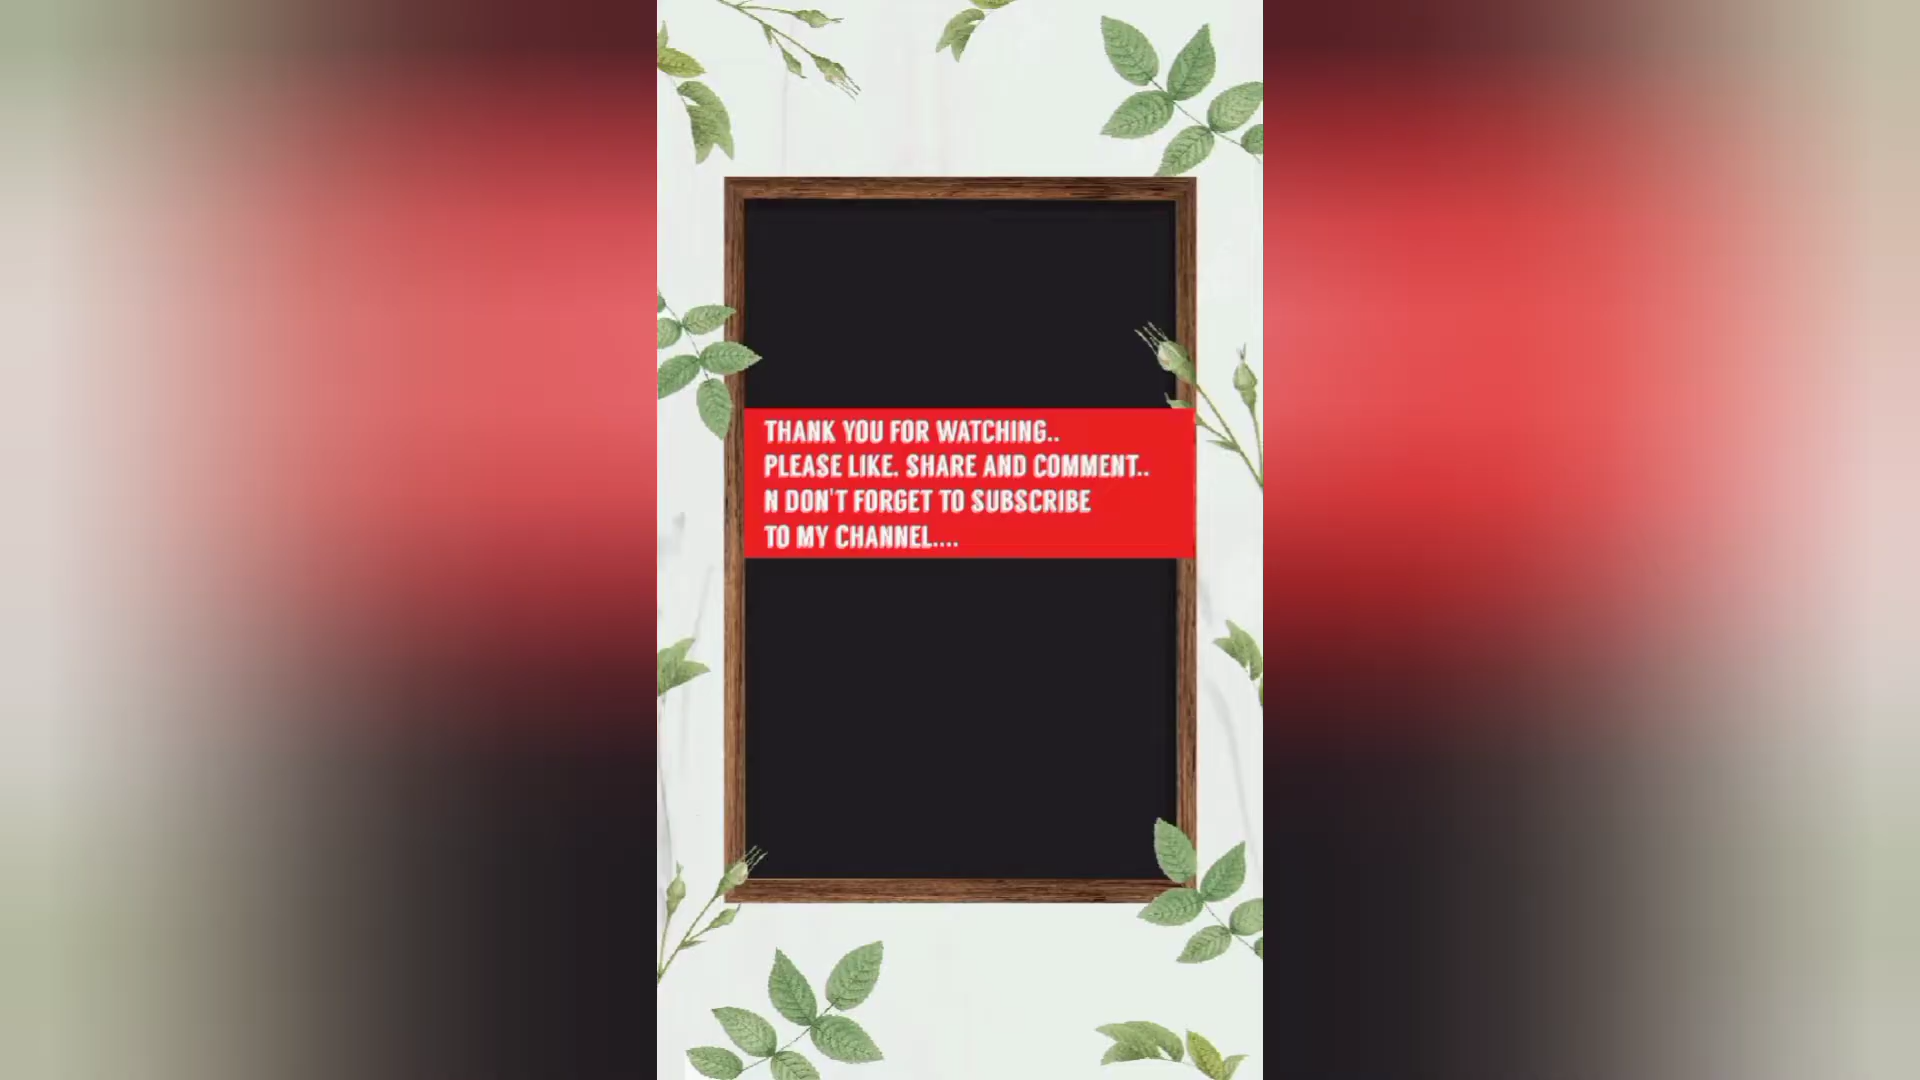 THANK YOU FOR WATCHING..
PLEASE LIKE. SHARE AND COMMENT..
N DON'T FORGET TO SUBSCRIBE
TO MY CHANNEL....